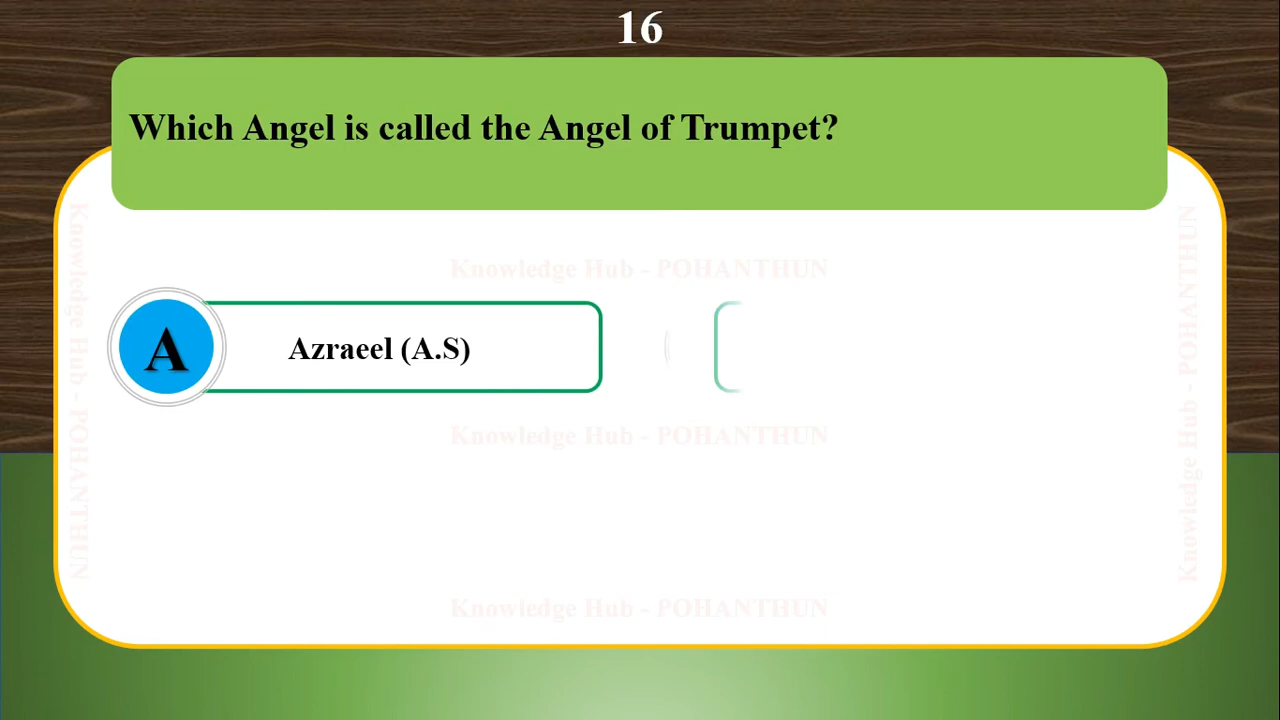 16
Which Angel is called the Angel of Trumpet?
Knowledge Hub - POHANTHUN
A
Azraeel (A.S)
Knowledge Hub - POHANTHUN
Knowledge Hub - POHANTHUN
Knowledge Hub - POHANTHUN
Knowledge Hub - POHANTHUN